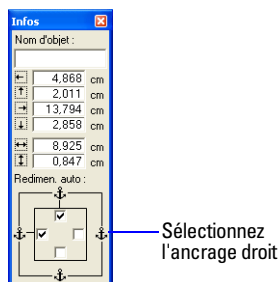 Infos
Nom d'objet :
4,868 cm
2,011 cm
13,794 cm
2,858 cm
8,925 cm
0,847 cm
Redimen. auto :
Sélectionnez
l'ancrage droit